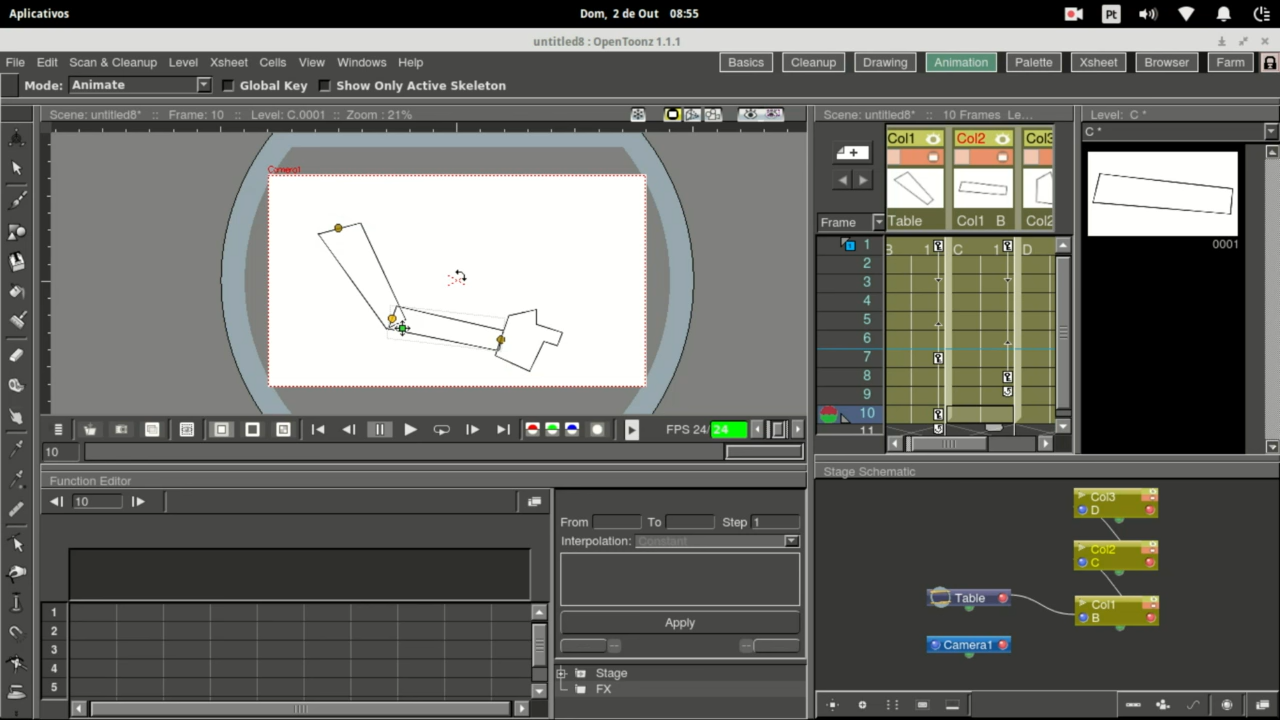 Aplicativos
Dom, 2 de Out 08:55
Pt
untitled8 : OpenToonz 1.1.1
File Edit Scan & Cleanup Level Xsheet Cells View Windows Help
Basics Cleanup Drawing Animation Palette Xsheet Browser Farm
Mode: Animate Global Key Show Only Active Skeleton
Scene: untitled8* :: Frame: 10 :: Level: C.0001 :: Zoom : 21%
Camera1
Scene: untitled8* :: 10 Frames Le...
Col1 Col2 Col3
Table Col1 B Col2
Frame
1 B 1 C 1 D
2
3
4
5
6
7
8
9
10
11
Level: C *
C *
0001
FPS 24/24
10
Function Editor
10
From To Step 1
Interpolation: Constant
Apply
1
2
3
4
5
Stage
FX
Stage Schematic
Col3
D
Col2
C
Table
Col1
B
Camera1